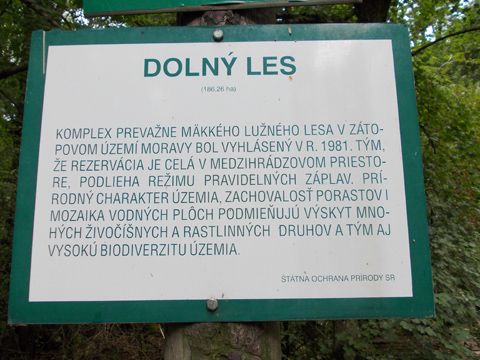 DOLNÝ LES
(186,26 ha)
KOMPLEX PREVAŽNE MÄKKÉHO LUŽNÉHO LESA V ZÁTO-
POVOM ÚZEMÍ MORAVY BOL VYHLÁSENÝ V R. 1981. TÝM,
ŽE REZERVÁCIA JE CELÁ V MEDZIHRÁDZOVOM PRIESTO-
RE, PODLIEHA REŽIMU PRAVIDELNÝCH ZÁPLAV. PRÍ-
RODNÝ CHARAKTER ÚZEMIA, ZACHOVALOSŤ PORASTOV I
MOZAIKA VODNÝCH PLÔCH PODMIEŇUJÚ VÝSKYT MNO-
HÝCH ŽIVOČÍŠNYCH A RASTLINNÝCH DRUHOV A TÝM AJ
VYSOKÚ BIODIVERZITU ÚZEMIA.
ŠTÁTNA OCHRANA PRÍRODY SR